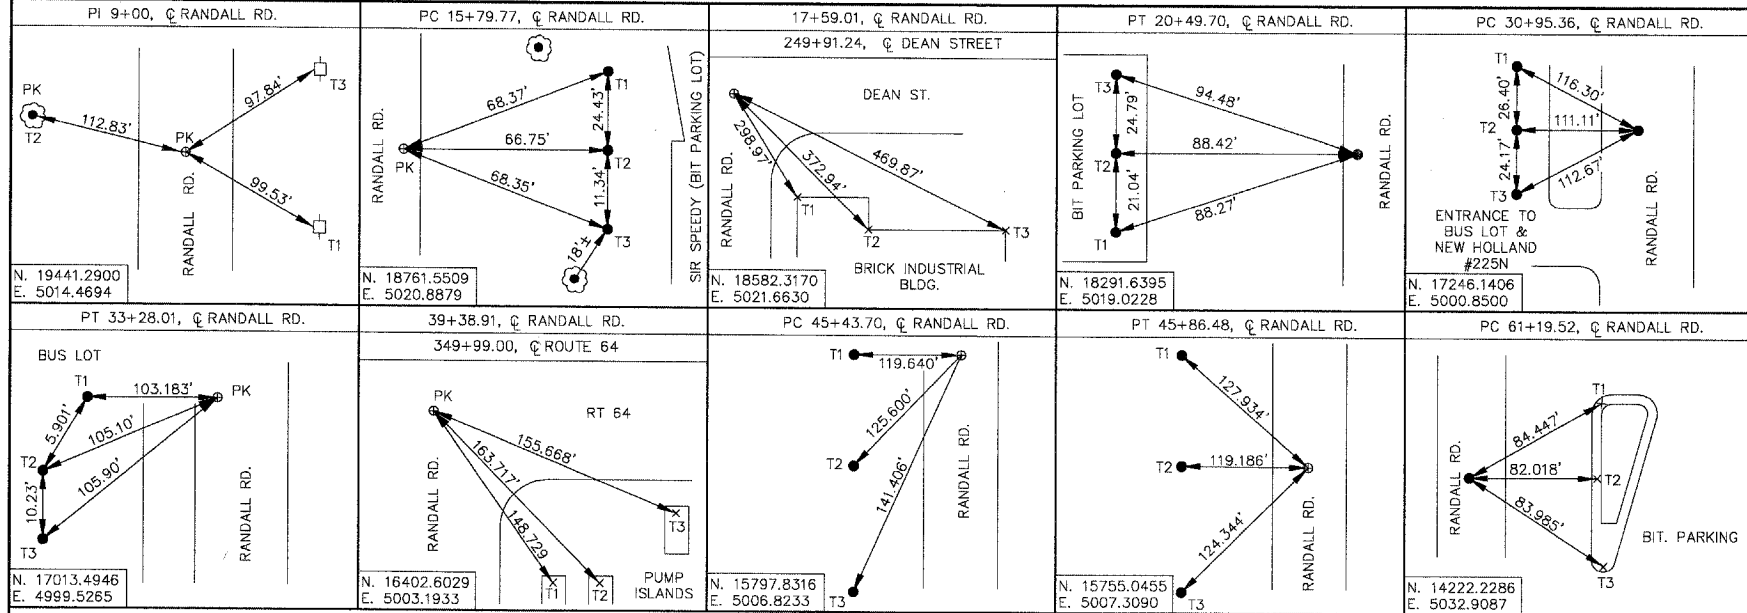 PI 9+00, ℄ RANDALL RD.
PK
T2
112.83'
PK
97.84'
T3
99.53'
T1
RANDALL RD.
N. 19441.2900
E. 5014.4694
PC 15+79.77, ℄ RANDALL RD.
RANDALL RD.
PK
68.37'
T1
24.43'
66.75'
T2
11.34'
68.35'
T3
18'±
SIR SPEEDY (BIT PARKING LOT)
N. 18761.5509
E. 5020.8879
17+59.01, ℄ RANDALL RD.
249+91.24, ℄ DEAN STREET
DEAN ST.
298.97'
372.94'
469.87'
RANDALL RD.
T1
T2
T3
BRICK INDUSTRIAL
BLDG.
N. 18582.3170
E. 5021.6630
PT 20+49.70, ℄ RANDALL RD.
BIT PARKING LOT
T3
94.48'
24.79'
T2
88.42'
21.04'
T1
88.27'
RANDALL RD.
N. 18291.6395
E. 5019.0228
PC 30+95.36, ℄ RANDALL RD.
T1
116.30'
26.40'
T2
111.11'
24.17'
T3
112.67'
ENTRANCE TO
BUS LOT &
NEW HOLLAND
#225N
RANDALL RD.
N. 17246.1406
E. 5000.8500
PT 33+28.01, ℄ RANDALL RD.
BUS LOT
T1
103.183'
PK
5.901'
105.10'
T2
105.90'
10.23'
T3
RANDALL RD.
N. 17013.4946
E. 4999.5265
39+38.91, ℄ RANDALL RD.
349+99.00, ℄ ROUTE 64
PK
RT 64
155.668'
163.717'
148.729
RANDALL RD.
T3
T1
T2
PUMP
ISLANDS
N. 16402.6029
E. 5003.1933
PC 45+43.70, ℄ RANDALL RD.
T1
119.640'
125.600'
T2
141.406'
T3
RANDALL RD.
N. 15797.8316
E. 5006.8233
PT 45+86.48, ℄ RANDALL RD.
T1
127.934'
T2
119.186'
124.344'
T3
RANDALL RD.
N. 15755.0455
E. 5007.3090
PC 61+19.52, ℄ RANDALL RD.
T1
84.447'
82.018'
T2
83.985'
T3
RANDALL RD.
BIT. PARKING
N. 14222.2286
E. 5032.9087